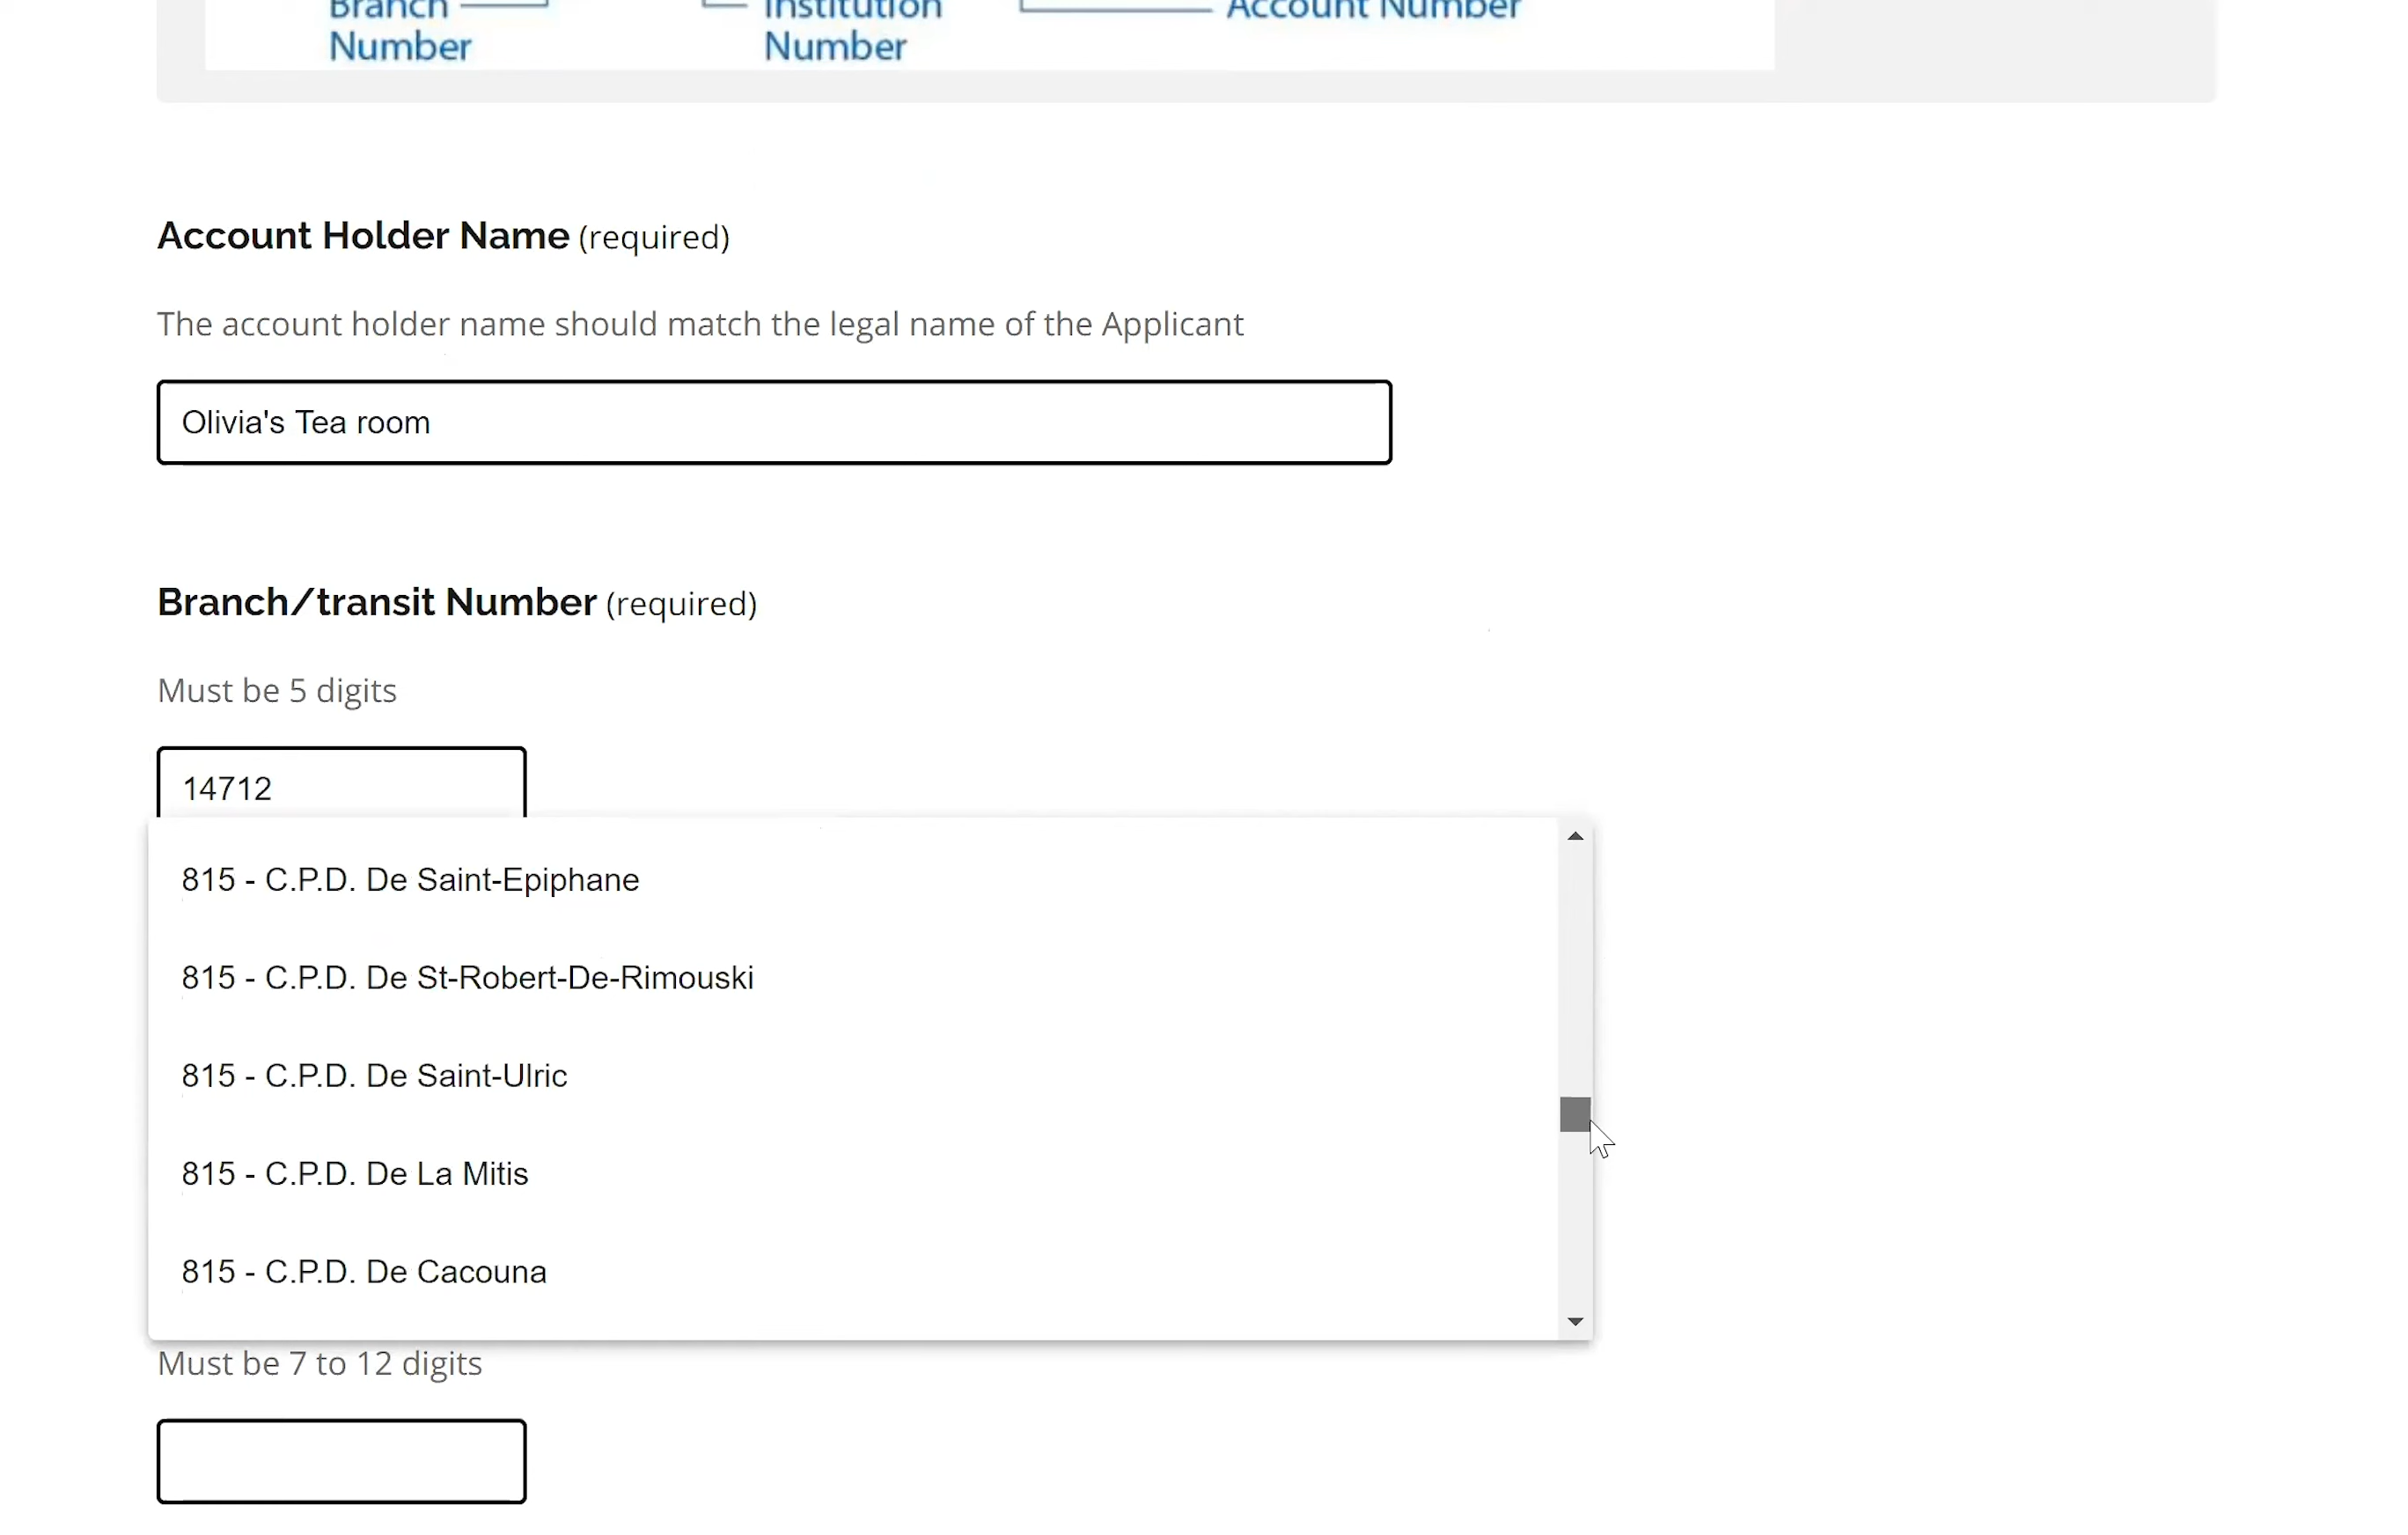 Branch
Number
Institution
Number
Account Number
Account Holder Name (required)
The account holder name should match the legal name of the Applicant
Olivia's Tea room
Branch/transit Number (required)
Must be 5 digits
14712
815 - C.P.D. De Saint-Epiphane
815 - C.P.D. De St-Robert-De-Rimouski
815 - C.P.D. De Saint-Ulric
815 - C.P.D. De La Mitis
815 - C.P.D. De Cacouna
Must be 7 to 12 digits